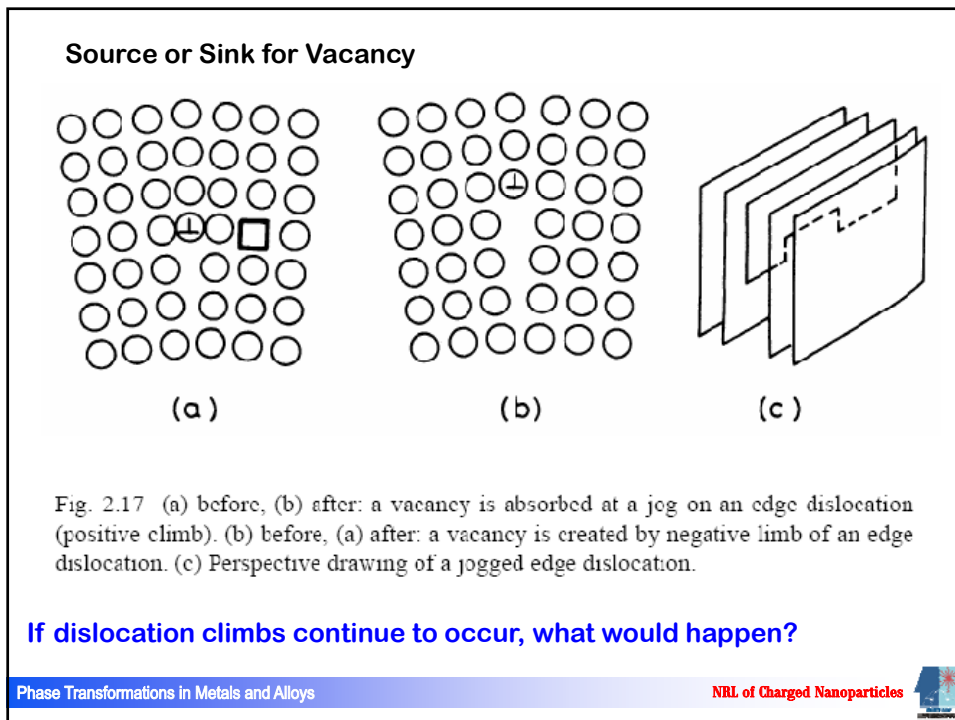 Source or Sink for Vacancy
(a)
(b)
(c)
Fig. 2.17 (a) before, (b) after: a vacancy is absorbed at a jog on an edge dislocation
(positive climb). (b) before, (a) after: a vacancy is created by negative limb of an edge
dislocation. (c) Perspective drawing of a jogged edge dislocation.
If dislocation climbs continue to occur, what would happen?
Phase Transformations in Metals and Alloys
NRL of Charged Nanoparticles